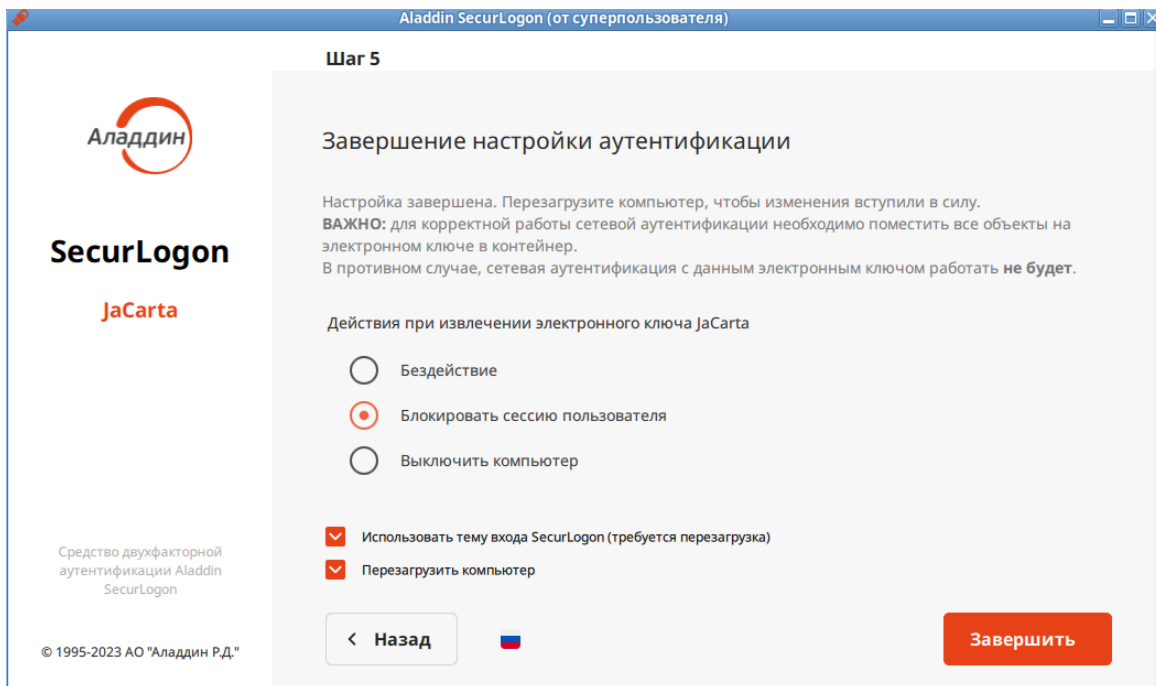 Aladdin SecurLogon (от суперпользователя)
Шаг 5
Аладдин
SecurLogon
JaCarta
Завершение настройки аутентификации
Настройка завершена. Перезагрузите компьютер, чтобы изменения вступили в силу.
ВАЖНО: для корректной работы сетевой аутентификации необходимо поместить все объекты на
электронном ключе в контейнер.
В противном случае, сетевая аутентификация с данным электронным ключом работать не будет.
Действия при извлечении электронного ключа JaCarta
Бездействие
Блокировать сессию пользователя
Выключить компьютер
Использовать тему входа SecurLogon (требуется перезагрузка)
Перезагрузить компьютер
Средство двухфакторной
аутентификации Aladdin
SecurLogon
© 1995-2023 АО "Аладдин Р.Д."
Назад
Завершить